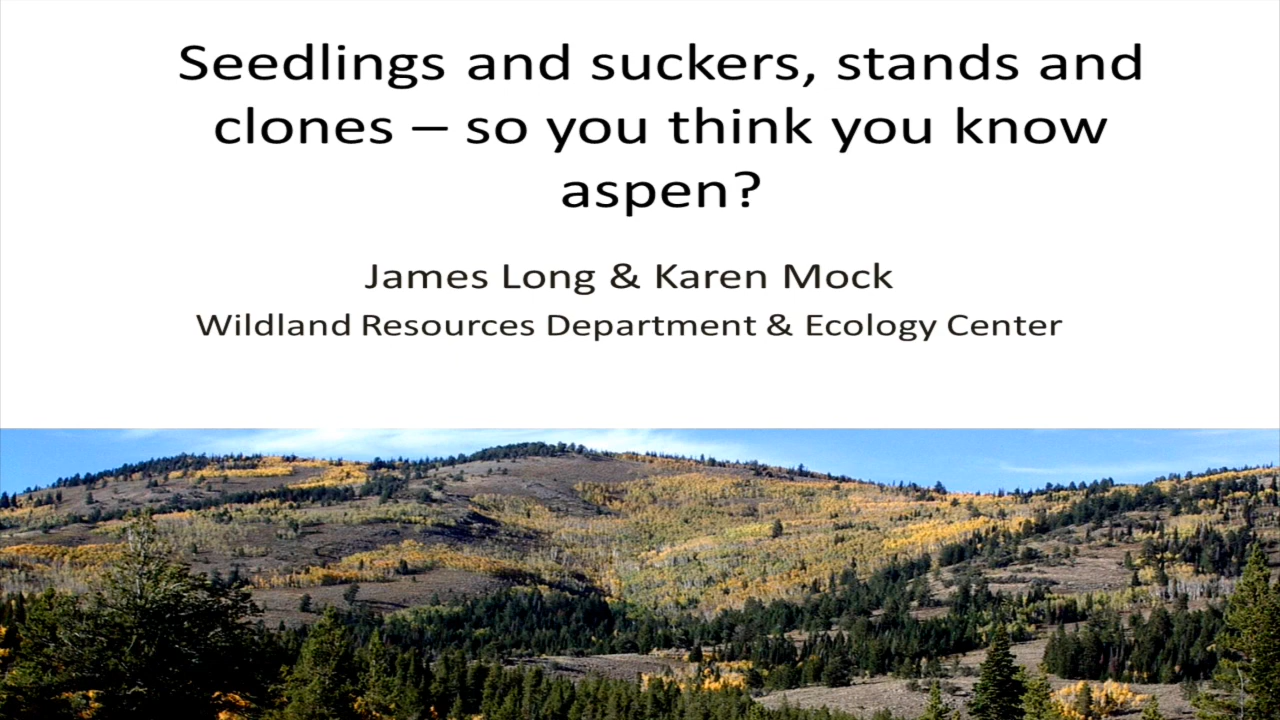 Seedlings and suckers, stands and
clones – so you think you know
aspen?
James Long & Karen Mock
Wildland Resources Department & Ecology Center